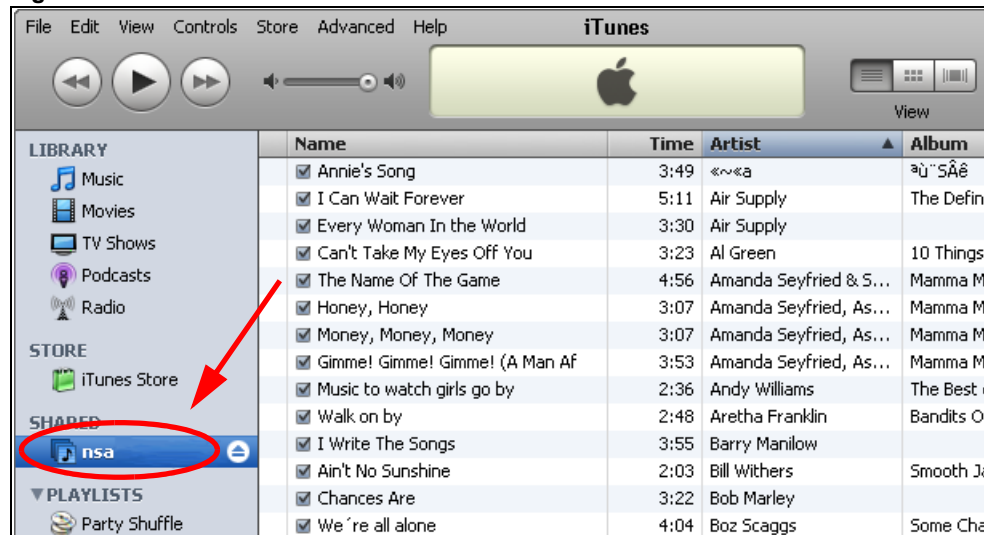 File Edit View Controls Store Advanced Help iTunes
View
LIBRARY
Music
Movies
TV Shows
Podcasts
Radio
STORE
iTunes Store
SHARED
nsa
PLAYLISTS
Party Shuffle
Name Time Artist Album
Annie's Song 3:49 «~«a ªù¨SÂê
I Can Wait Forever 5:11 Air Supply The Defin
Every Woman In the World 3:30 Air Supply
Can't Take My Eyes Off You 3:23 Al Green 10 Things
The Name Of The Game 4:56 Amanda Seyfried & S... Mamma M
Honey, Honey 3:07 Amanda Seyfried, As... Mamma M
Money, Money, Money 3:07 Amanda Seyfried, As... Mamma M
Gimme! Gimme! Gimme! (A Man Af 3:53 Amanda Seyfried, As... Mamma M
Music to watch girls go by 2:36 Andy Williams The Best
Walk on by 2:48 Aretha Franklin Bandits O
I Write The Songs 3:55 Barry Manilow
Ain't No Sunshine 2:03 Bill Withers Smooth Ja
Chances Are 3:22 Bob Marley
We´re all alone 4:04 Boz Scaggs Some Cha